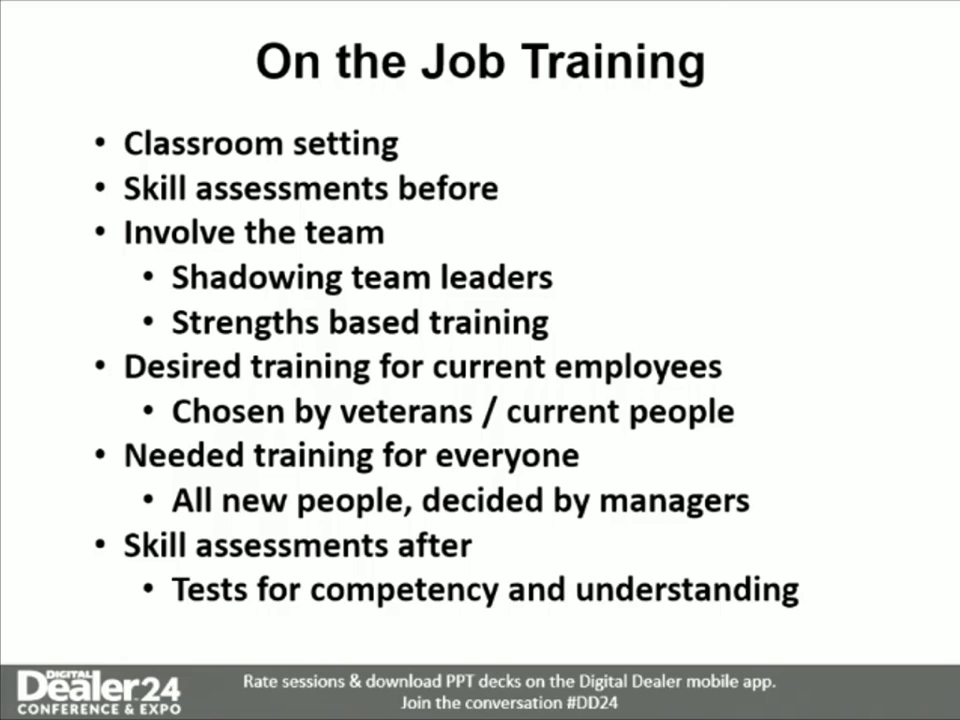 On the Job Training
• Classroom setting
• Skill assessments before
• Involve the team
• Shadowing team leaders
• Strengths based training
• Desired training for current employees
• Chosen by veterans / current people
• Needed training for everyone
• All new people, decided by managers
• Skill assessments after
• Tests for competency and understanding
DIGITAL
Dealer 24
CONFERENCE & EXPO
Rate sessions & download PPT decks on the Digital Dealer mobile app.
Join the conversation #DD24